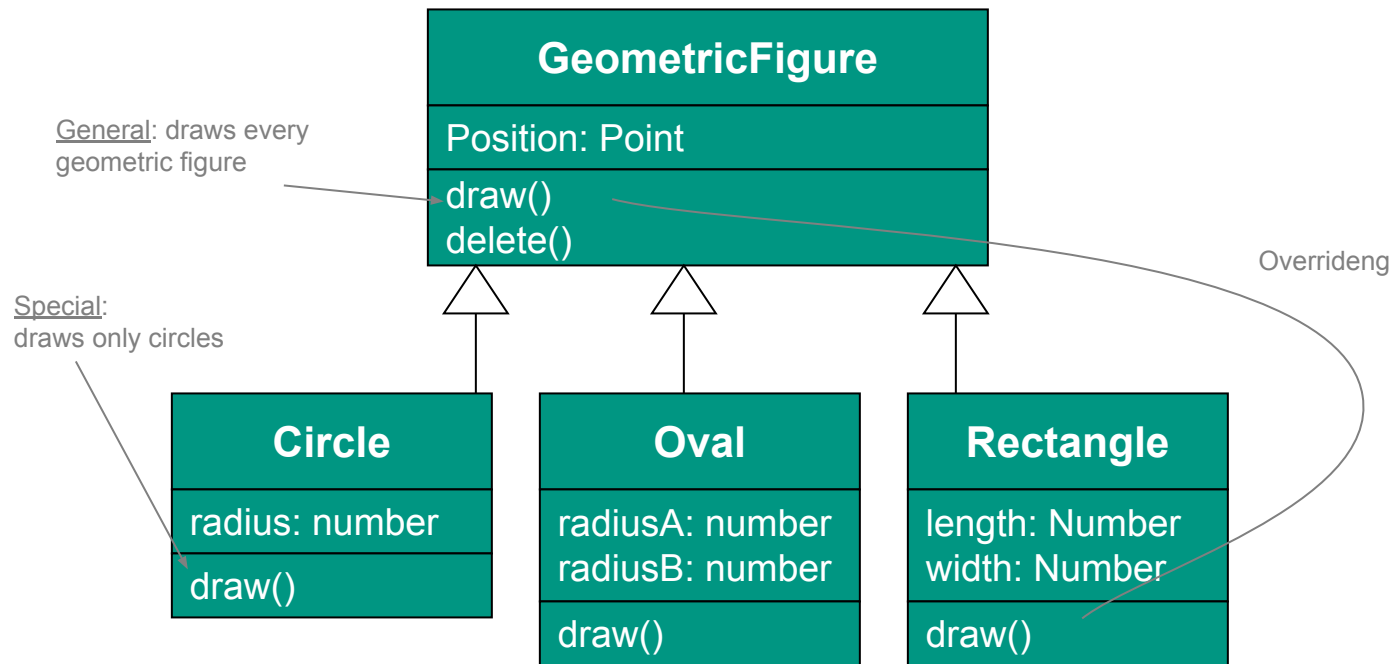 GeometricFigure
Position: Point
draw()
delete()
General: draws every
geometric figure
Overrideng
Special:
draws only circles
Circle
radius: number
draw()
Oval
radiusA: number
radiusB: number
draw()
Rectangle
length: Number
width: Number
draw()